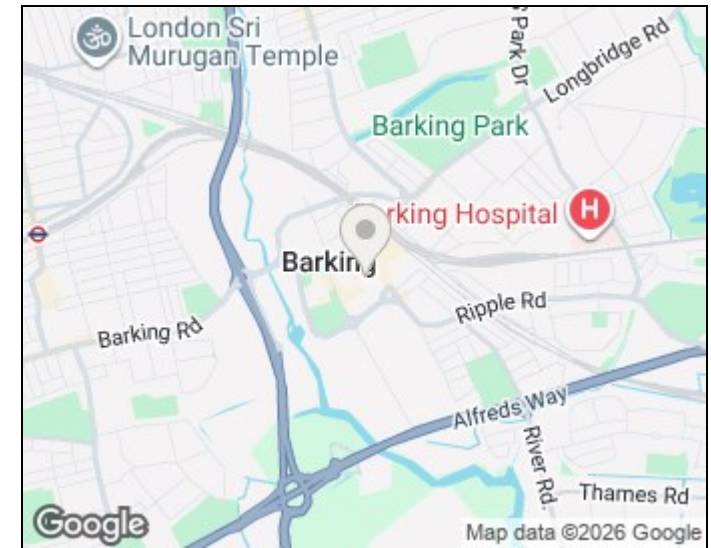 London Sri
Murugan Temple
S Park Dr
Longbridge Rd
Barking Park
rking Hospital
H
Barking
Barking Rd
Ripple Rd
Alfreds Way
River Rd.
Thames Rd
Google
Map data ©2026 Google